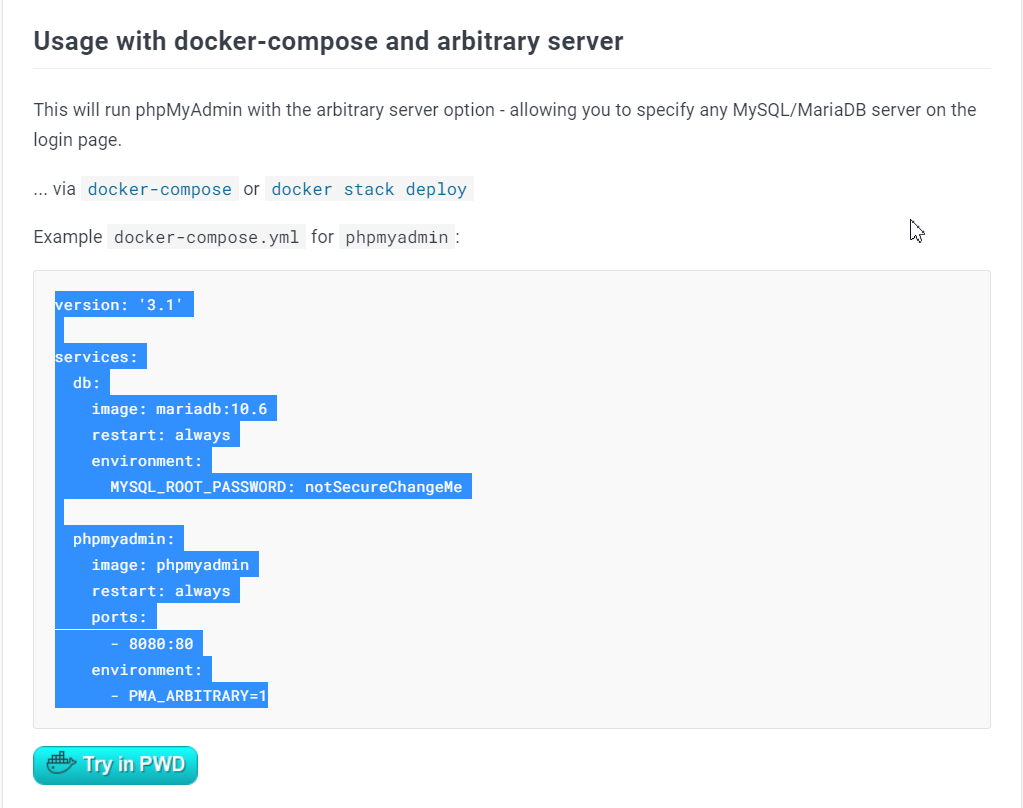 Usage with docker-compose and arbitrary server
This will run phpMyAdmin with the arbitrary server option - allowing you to specify any MySQL/MariaDB server on the
login page.
... via docker-compose or docker stack deploy
Example docker-compose.yml for phpmyadmin:
version: '3.1'

services:
  db:
    image: mariadb:10.6
    restart: always
    environment:
      MYSQL_ROOT_PASSWORD: notSecureChangeMe

  phpmyadmin:
    image: phpmyadmin
    restart: always
    ports:
      - 8080:80
    environment:
      - PMA_ARBITRARY=1
Try in PWD